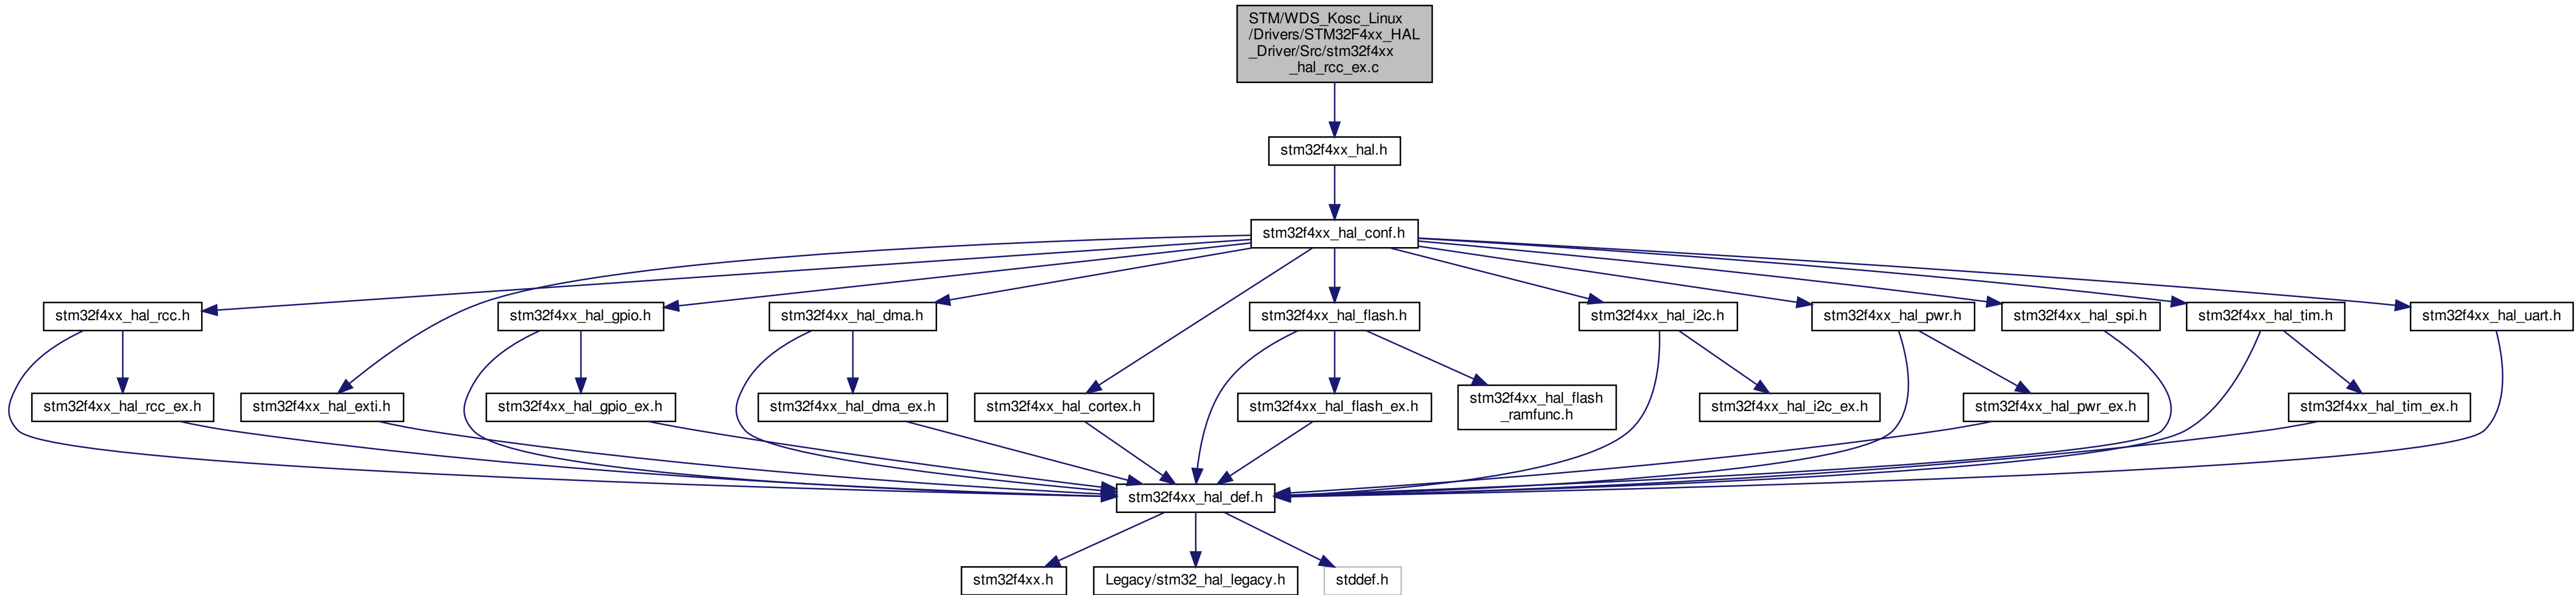 STM/WDS_Kosc_Linux
/Drivers/STM32F4xx_HAL
_Driver/Src/stm32f4xx
_hal_rcc_ex.c
stm32f4xx_hal.h
stm32f4xx_hal_conf.h
stm32f4xx_hal_rcc.h
stm32f4xx_hal_gpio.h
stm32f4xx_hal_dma.h
stm32f4xx_hal_flash.h
stm32f4xx_hal_i2c.h
stm32f4xx_hal_pwr.h
stm32f4xx_hal_spi.h
stm32f4xx_hal_tim.h
stm32f4xx_hal_uart.h
stm32f4xx_hal_rcc_ex.h
stm32f4xx_hal_exti.h
stm32f4xx_hal_gpio_ex.h
stm32f4xx_hal_dma_ex.h
stm32f4xx_hal_cortex.h
stm32f4xx_hal_flash_ex.h
stm32f4xx_hal_flash
_ramfunc.h
stm32f4xx_hal_i2c_ex.h
stm32f4xx_hal_pwr_ex.h
stm32f4xx_hal_tim_ex.h
stm32f4xx_hal_def.h
stm32f4xx.h
Legacy/stm32_hal_legacy.h
stddef.h